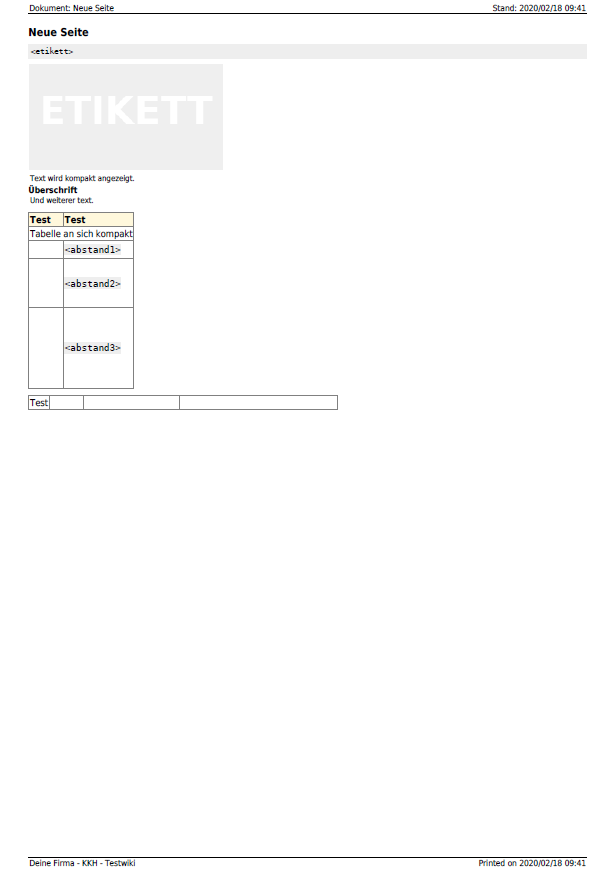 Dokument: Neue Seite Stand: 2020/02/18 09:41
Neue Seite
<etikett>
ETIKETT
Text wird kompakt angezeigt.
Überschrift
Und weiterer text.
Test Test
Tabelle an sich kompakt
<abstand1>
<abstand2>
<abstand3>
Test
Deine Firma - KKH - Testwiki Printed on 2020/02/18 09:41